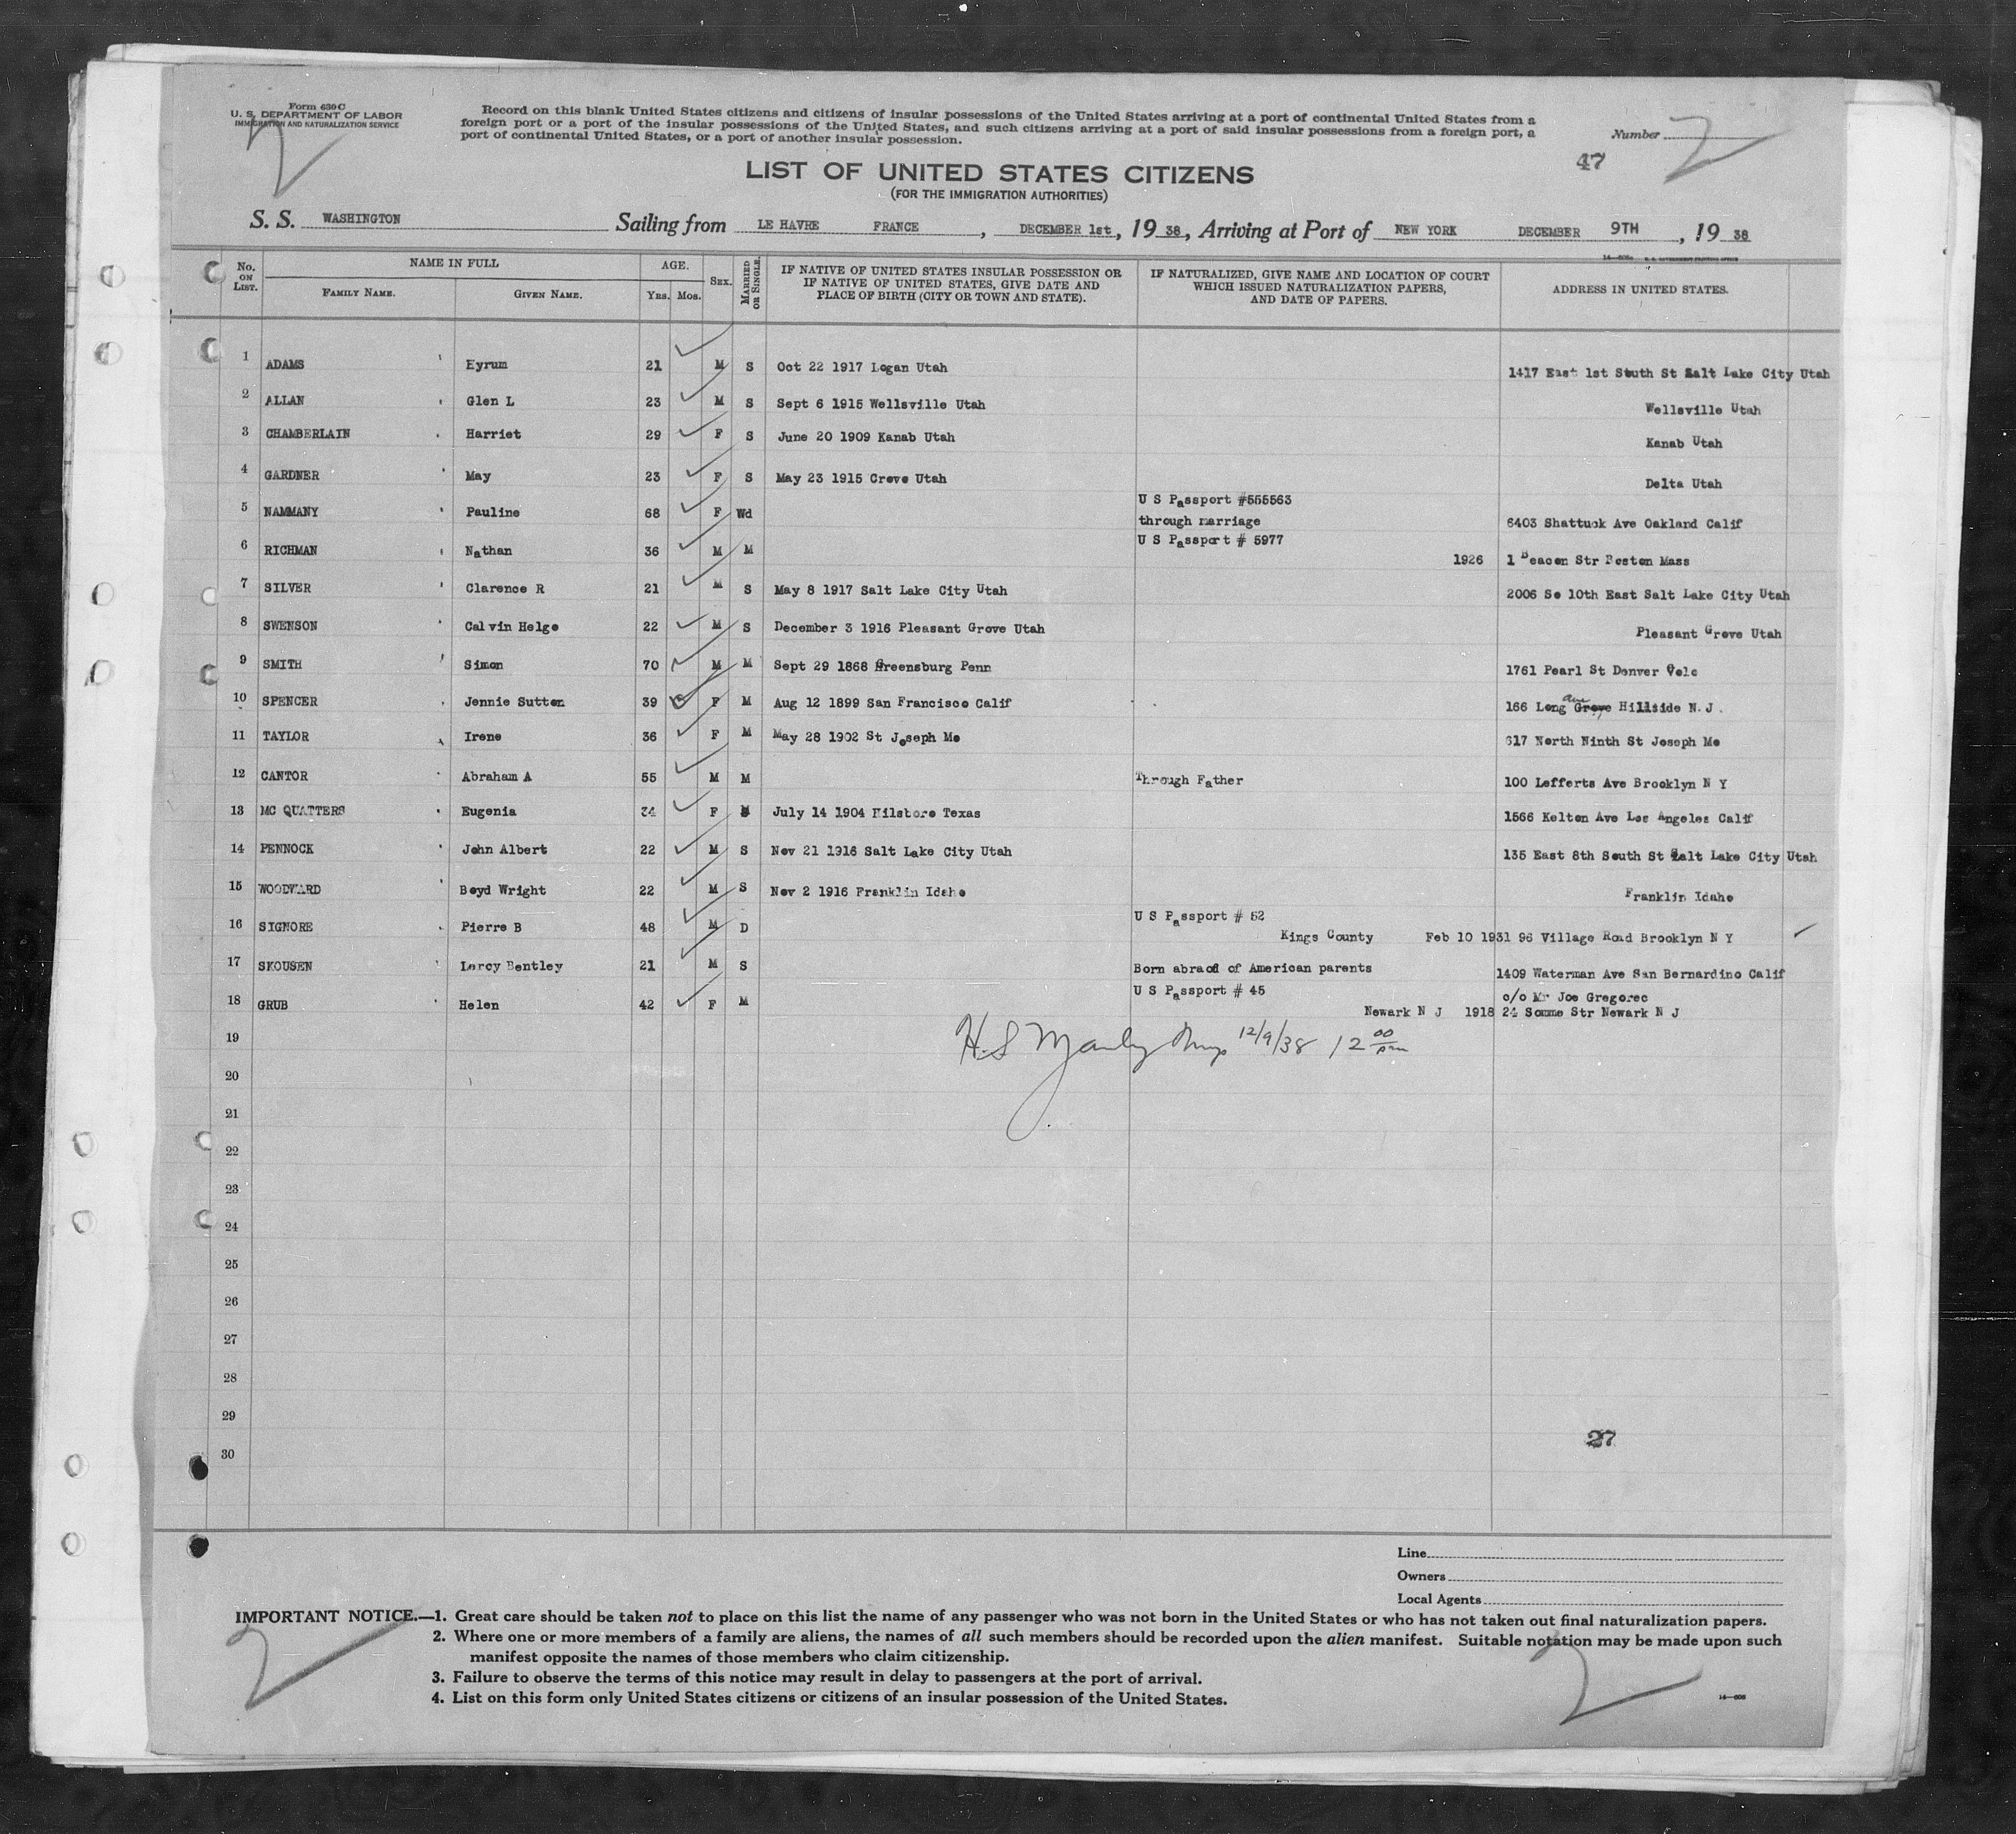 Form 630 C
U. S. DEPARTMENT OF LABOR
IMMIGRATION AND NATURALIZATION SERVICE
2
Record on this blank United States citizens and citizens of insular possessions of the United States arriving at a port of continental United States from a
foreign port or a port of the insular possessions of the United States, and such citizens arriving at a port of said insular possessions from a foreign port, a
port of continental United States, or a port of another insular possession.
Number 2
47
LIST OF UNITED STATES CITIZENS
(FOR THE IMMIGRATION AUTHORITIES)
S. S. WASHINGTON Sailing from LE HAVRE FRANCE, DECEMBER 1st, 19 38, Arriving at Port of NEW YORK DECEMBER 9TH, 19 38
No. ON LIST. NAME IN FULL FAMILY NAME. GIVEN NAME. AGE. YRS. MOS. SEX. MARRIED OR SINGLE. IF NATIVE OF UNITED STATES INSULAR POSSESSION OR IF NATIVE OF UNITED STATES, GIVE DATE AND PLACE OF BIRTH (CITY OR TOWN AND STATE). IF NATURALIZED, GIVE NAME AND LOCATION OF COURT WHICH ISSUED NATURALIZATION PAPERS, AND DATE OF PAPERS. ADDRESS IN UNITED STATES.
1 ADAMS Hyrum 21 M S Oct 22 1917 Logan Utah 1417 East 1st South St Salt Lake City Utah
2 ALLAN Glen L 23 M S Sept 6 1915 Wellsville Utah Wellsville Utah
3 CHAMBERLAIN Harriet 29 F S June 20 1909 Kanab Utah Kanab Utah
4 GARDNER May 23 F S May 23 1915 Grove Utah Delta Utah
5 NAMMANY Pauline 68 F Wd U S Passport #555563 through marriage 6403 Shattuck Ave Oakland Calif
6 RICHMAN Nathan 36 M M U S Passport # 5977 1926 1 Beacon Str Boston Mass
7 SILVER Clarence R 21 M S May 8 1917 Salt Lake City Utah 2006 So 10th East Salt Lake City Utah
8 SWENSON Calvin Helge 22 M S December 3 1916 Pleasant Grove Utah Pleasant Grove Utah
9 SMITH Simon 70 M M Sept 29 1868 Greensburg Penn 1761 Pearl St Denver Colo
10 SPENCER Jennie Sutton 39 F M Aug 12 1899 San Francisco Calif 166 Long Ave Hillside N.J.
11 TAYLOR Irene 36 F M May 28 1902 St Joseph Mo 617 North Ninth St Joseph Mo
12 CANTOR Abraham A 55 M M Through Father 100 Lefferts Ave Brooklyn N Y
13 MC QUATTERS Eugenia 34 F July 14 1904 Hilsboro Texas 1566 Kelton Ave Los Angeles Calif
14 PENNOCK John Albert 22 M S Nov 21 1916 Salt Lake City Utah 135 East 8th South St Salt Lake City Utah
15 WOODWARD Boyd Wright 22 M S Nov 2 1916 Franklin Idaho Franklin Idaho
16 SIGNORE Pierre B 48 M D U S Passport # 52 Kings County Feb 10 1931 96 Village Road Brooklyn N Y
17 SKOUSEN Leroy Bentley 21 M S Born abraod of American parents 1409 Waterman Ave San Bernardino Calif
18 GRUB Helen 42 F M U S Passport # 45 Newark N J 1918 c/o Mr Joe Gregorec 24 Somme Str Newark N J
19 H.S Manly 12/9/38 12 00 pm
20
21
22
23
24
25
26
27
28
29
30
27
Line
Owners
Local Agents
IMPORTANT NOTICE.—1. Great care should be taken not to place on this list the name of any passenger who was not born in the United States or who has not taken out final naturalization papers.
2. Where one or more members of a family are aliens, the names of all such members should be recorded upon the alien manifest. Suitable notation may be made upon such
manifest opposite the names of those members who claim citizenship.
3. Failure to observe the terms of this notice may result in delay to passengers at the port of arrival.
4. List on this form only United States citizens or citizens of an insular possession of the United States.
2
2
14—608